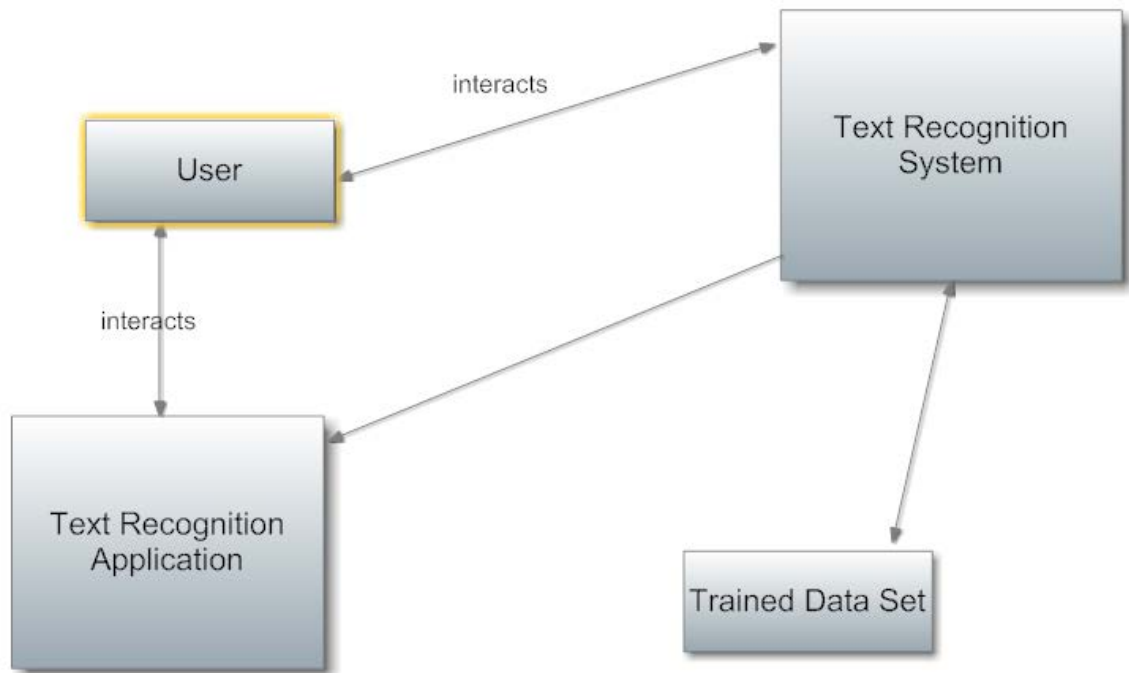 interacts
Text Recognition
System
User
interacts
Text Recognition
Application
Trained Data Set